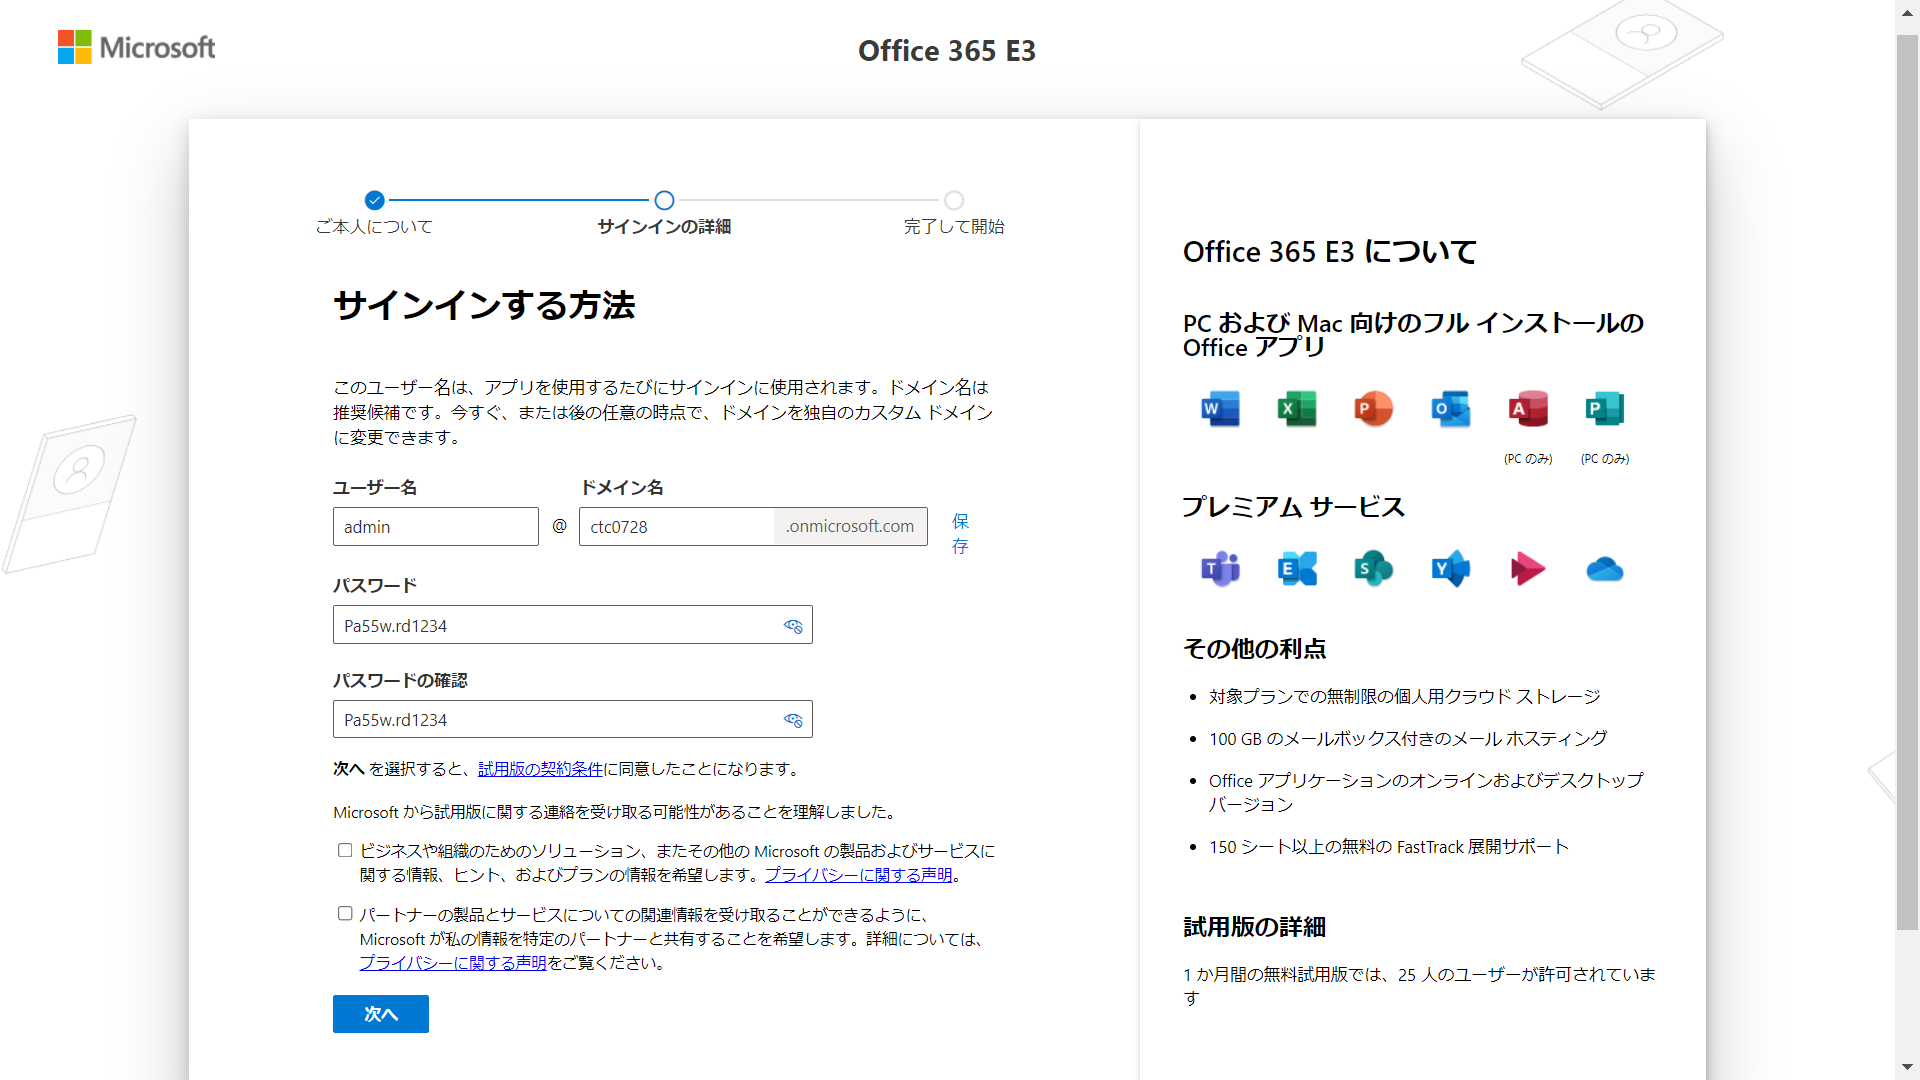 Microsoft
Office 365 E3
ご本人について
サインインの詳細
完了して開始
サインインする方法
このユーザー名は、アプリを使用するたびにサインインに使用されます。ドメイン名は
推奨候補です。今すぐ、または後の任意の時点で、ドメインを独自のカスタム ドメイン
に変更できます。
ユーザー名
ドメイン名
admin @ ctc0728 .onmicrosoft.com
保
存
パスワード
Pa55w.rd1234
パスワードの確認
Pa55w.rd1234
次へ を選択すると、試用版の契約条件に同意したことになります。
Microsoft から試用版に関する連絡を受け取る可能性があることを理解しました。
ビジネスや組織のためのソリューション、またその他の Microsoft の製品およびサービスに
関する情報、ヒント、およびプランの情報を希望します。プライバシーに関する声明。
パートナーの製品とサービスについての関連情報を受け取ることができるように、
Microsoft が私の情報を特定のパートナーと共有することを希望します。詳細については、
プライバシーに関する声明をご覧ください。
次へ
Office 365 E3 について
PC および Mac 向けのフル インストールの
Office アプリ
W X P O A P
(PC のみ) (PC のみ)
プレミアム サービス
T E S Y
その他の利点
• 対象プランでの無制限の個人用クラウド ストレージ
• 100 GB のメールボックス付きのメール ホスティング
• Office アプリケーションのオンラインおよびデスクトップ
バージョン
• 150 シート以上の無料の FastTrack 展開サポート
試用版の詳細
1 か月間の無料試用版では、25 人のユーザーが許可されていま
す